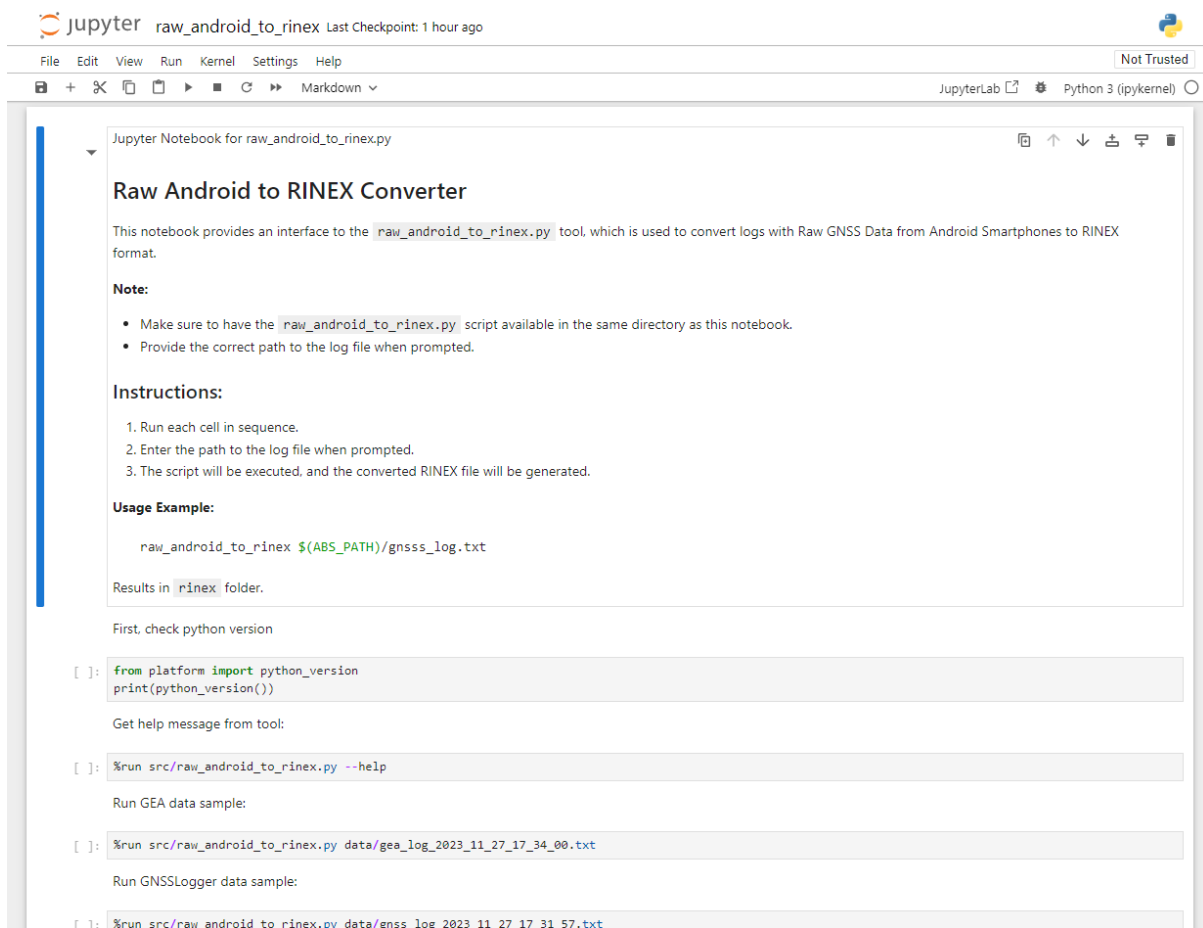 jupyter raw_android_to_rinex Last Checkpoint: 1 hour ago
File Edit View Run Kernel Settings Help Not Trusted
Markdown JupyterLab Python 3 (ipykernel)
Jupyter Notebook for raw_android_to_rinex.py
Raw Android to RINEX Converter
This notebook provides an interface to the raw_android_to_rinex.py tool, which is used to convert logs with Raw GNSS Data from Android Smartphones to RINEX
format.
Note:
• Make sure to have the raw_android_to_rinex.py script available in the same directory as this notebook.
• Provide the correct path to the log file when prompted.
Instructions:
1. Run each cell in sequence.
2. Enter the path to the log file when prompted.
3. The script will be executed, and the converted RINEX file will be generated.
Usage Example:
raw_android_to_rinex $(ABS_PATH)/gnsss_log.txt
Results in rinex folder.
First, check python version
[ ]: from platform import python_version
print(python_version())
Get help message from tool:
[ ]: %run src/raw_android_to_rinex.py --help
Run GEA data sample:
[ ]: %run src/raw_android_to_rinex.py data/gea_log_2023_11_27_17_34_00.txt
Run GNSSLogger data sample:
[ ]: %run src/raw_android_to_rinex.py data/gnss_log_2023_11_27_17_31_57.txt